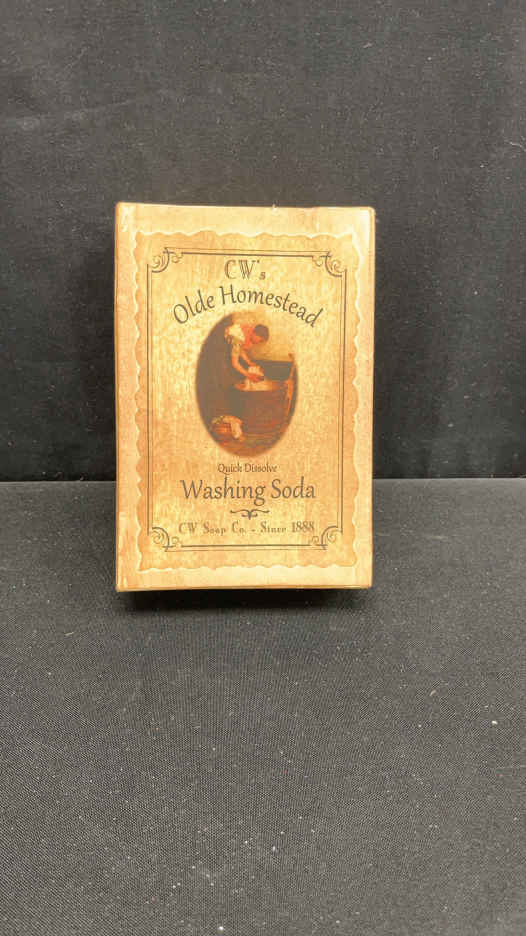 CW's
Olde Homestead
Quick Dissolve
Washing Soda
CW Soap Co. - Since 1888